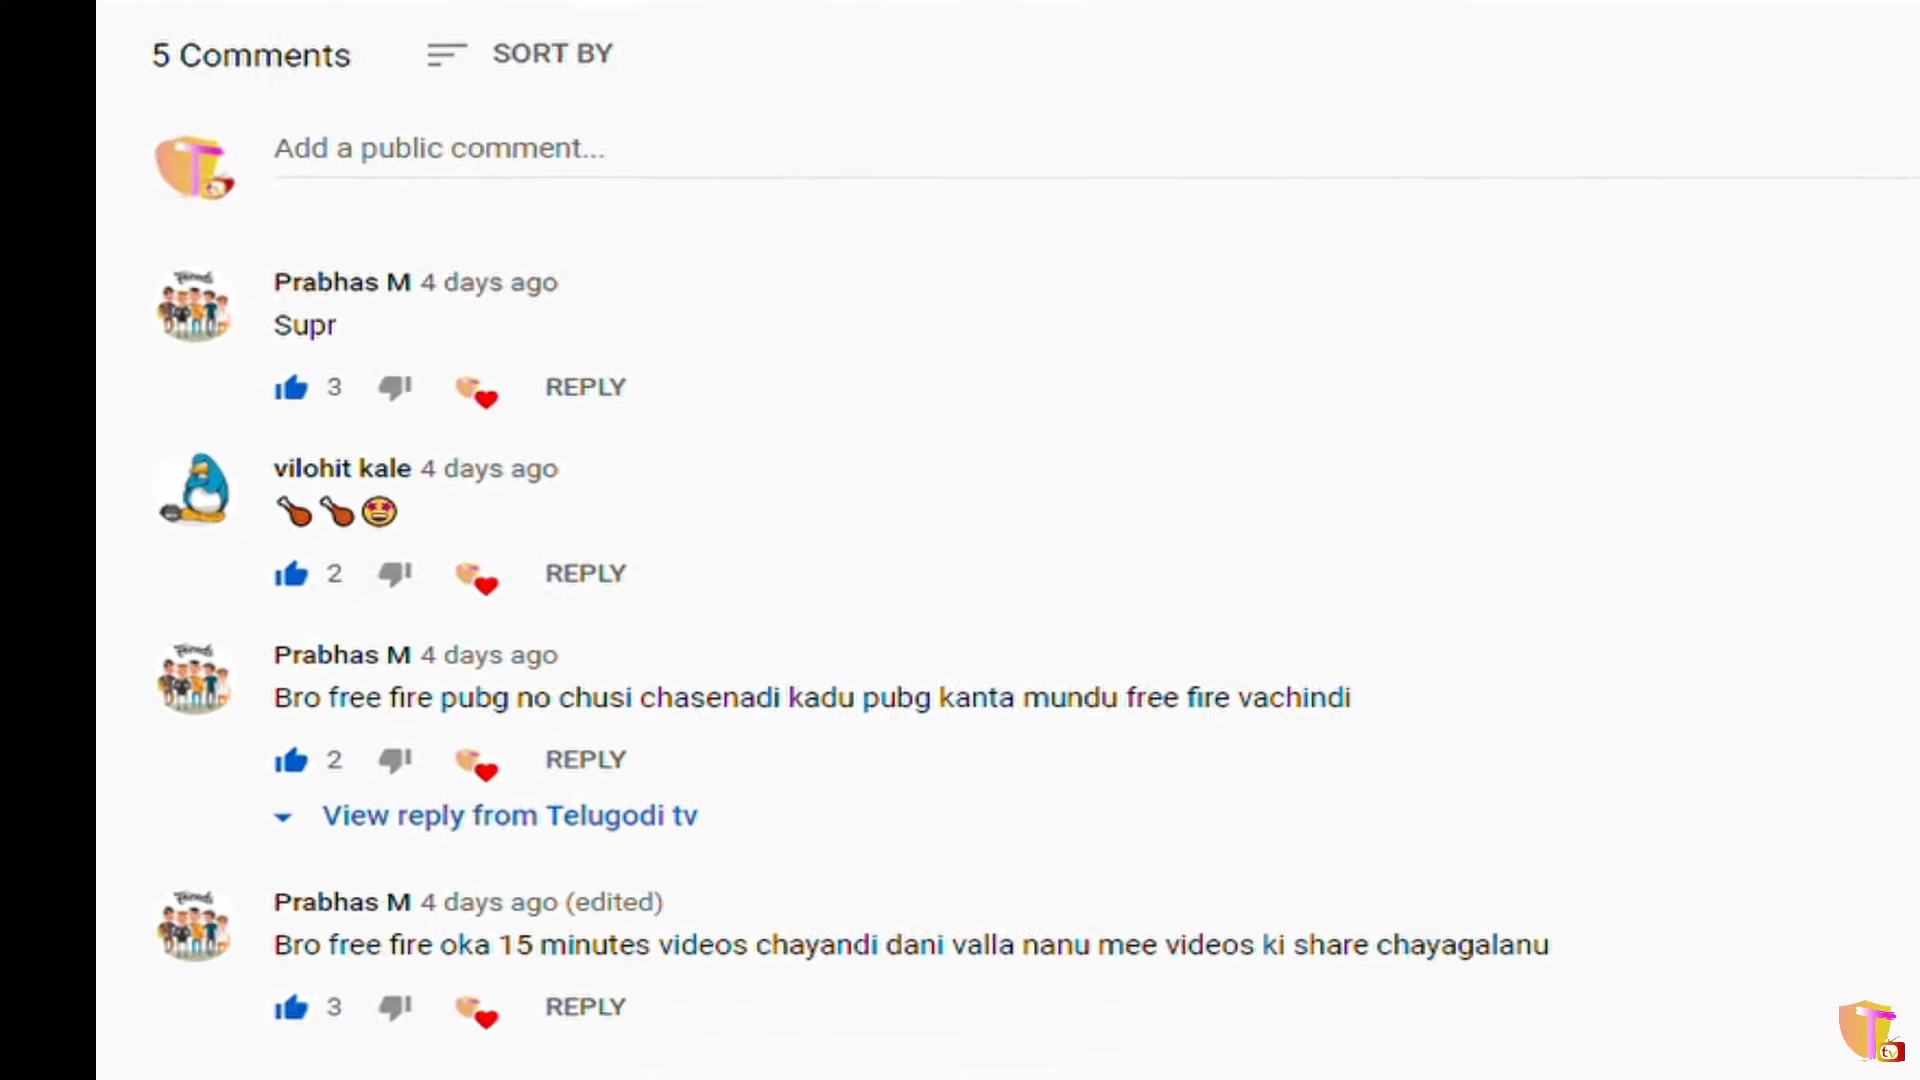 5 Comments SORT BY
Add a public comment...
Prabhas M 4 days ago
Supr
3 REPLY
vilohit kale 4 days ago
🍗🍗🤩
2 REPLY
Prabhas M 4 days ago
Bro free fire pubg no chusi chasenadi kadu pubg kanta mundu free fire vachindi
2 REPLY
View reply from Telugodi tv
Prabhas M 4 days ago (edited)
Bro free fire oka 15 minutes videos chayandi dani valla nanu mee videos ki share chayagalanu
3 REPLY
T tv